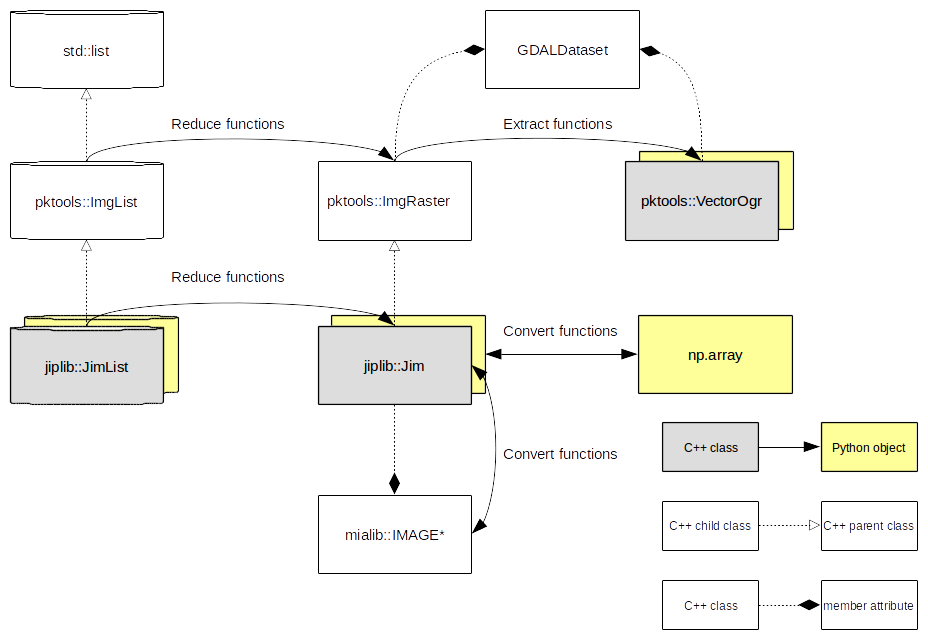 std::list
GDALDataset
Reduce functions
Extract functions
pktools::ImgList
pktools::ImgRaster
pktools::VectorOgr
Reduce functions
Convert functions
jiplib::JimList
jiplib::Jim
np.array
C++ class
Python object
Convert functions
C++ child class
C++ parent class
mialib::IMAGE*
C++ class
member attribute